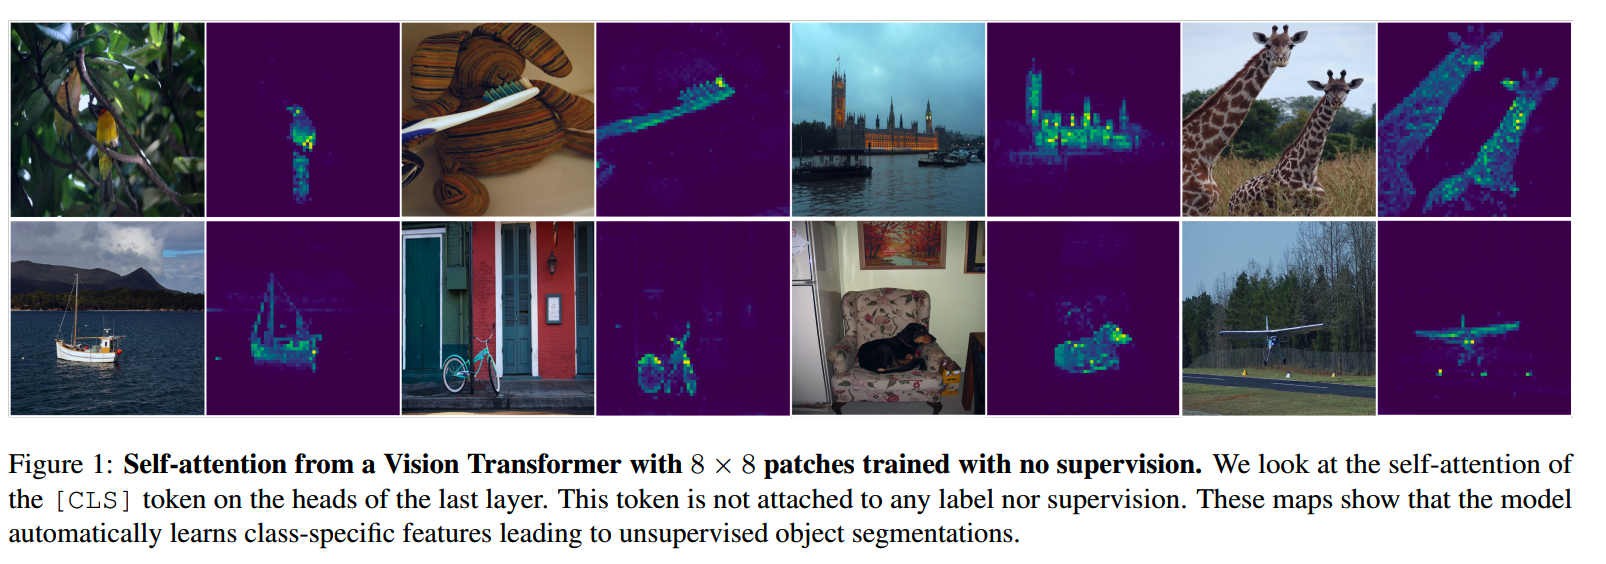 Figure 1: Self-attention from a Vision Transformer with 8 × 8 patches trained with no supervision. We look at the self-attention of
the [CLS] token on the heads of the last layer. This token is not attached to any label nor supervision. These maps show that the model
automatically learns class-specific features leading to unsupervised object segmentations.